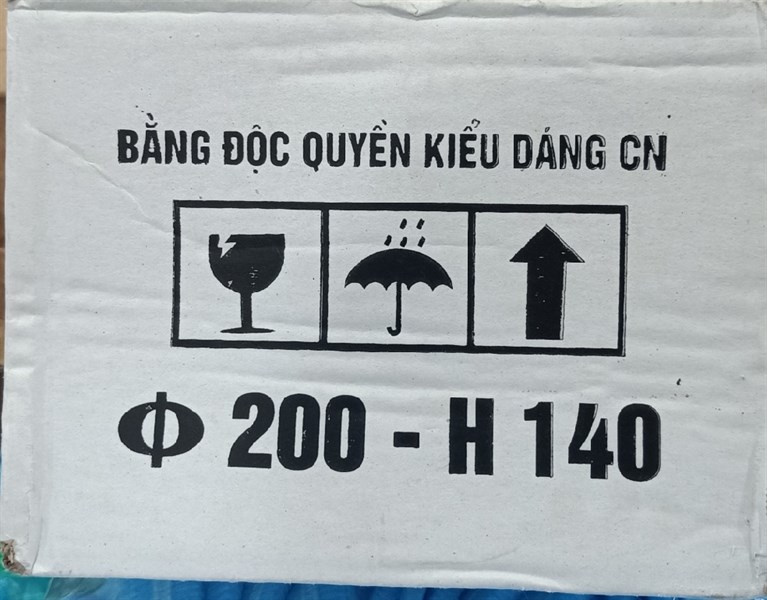 BẰNG ĐỘC QUYỀN KIỂU DÁNG CN
Φ 200 - H 140